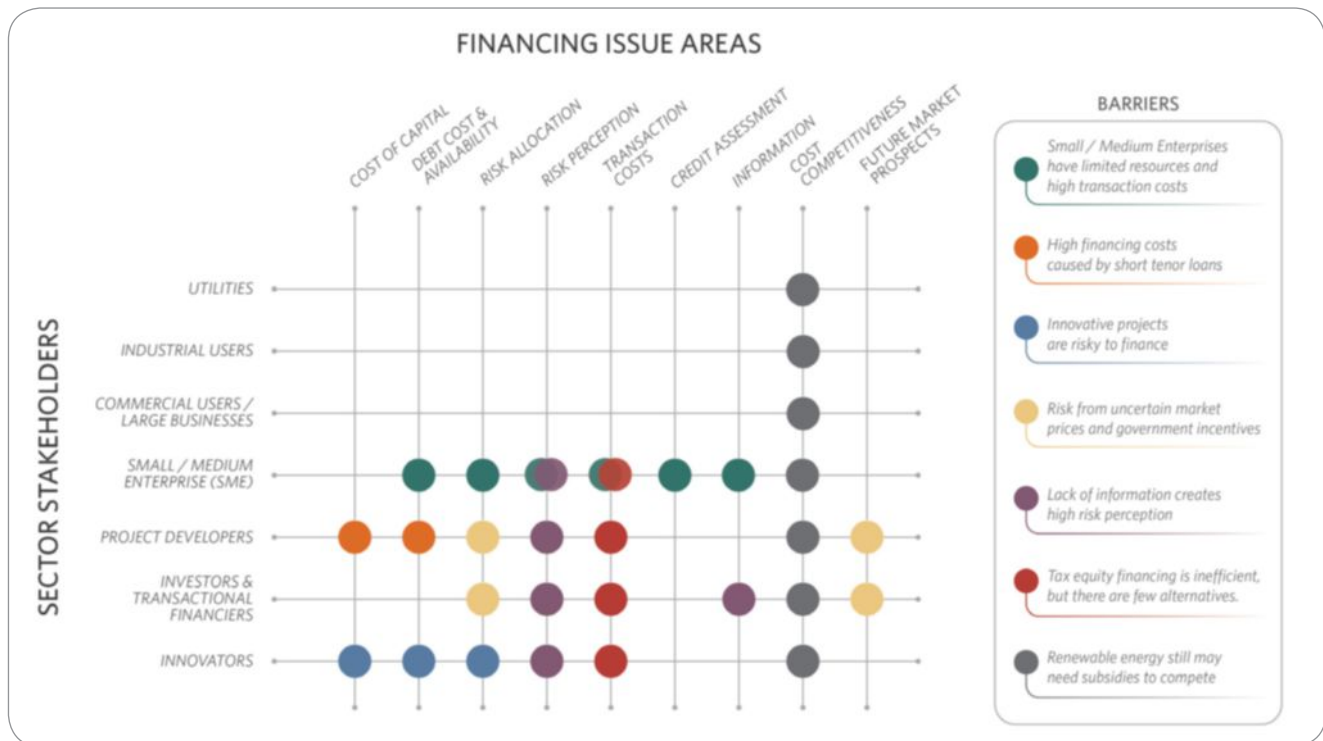 FINANCING ISSUE AREAS
COST OF CAPITAL
DEBT COST &
AVAILABILITY
RISK ALLOCATION
RISK PERCEPTION
TRANSACTION
COSTS
CREDIT ASSESSMENT
INFORMATION
COST
COMPETITIVENESS
FUTURE MARKET
PROSPECTS
SECTOR STAKEHOLDERS
UTILITIES
INDUSTRIAL USERS
COMMERCIAL USERS /
LARGE BUSINESSES
SMALL / MEDIUM
ENTERPRISE (SME)
PROJECT DEVELOPERS
INVESTORS &
TRANSACTIONAL
FINANCIERS
INNOVATORS
BARRIERS
Small / Medium Enterprises
have limited resources and
high transaction costs
High financing costs
caused by short tenor loans
Innovative projects
are risky to finance
Risk from uncertain market
prices and government incentives
Lack of information creates
high risk perception
Tax equity financing is inefficient,
but there are few alternatives.
Renewable energy still may
need subsidies to compete